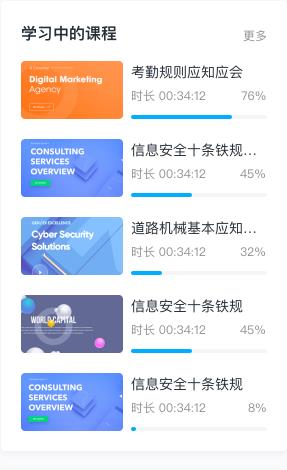 学习中的课程
更多
Digital Marketing
Agency
考勤规则应知应会
时长 00:34:12
76%
CONSULTING
SERVICES
OVERVIEW
信息安全十条铁规...
时长 00:34:12
45%
Cyber Security
Solutions
道路机械基本应知...
时长 00:34:12
32%
WORLD CAPITAL
信息安全十条铁规
时长 00:34:12
45%
CONSULTING
SERVICES
OVERVIEW
信息安全十条铁规
时长 00:34:12
8%